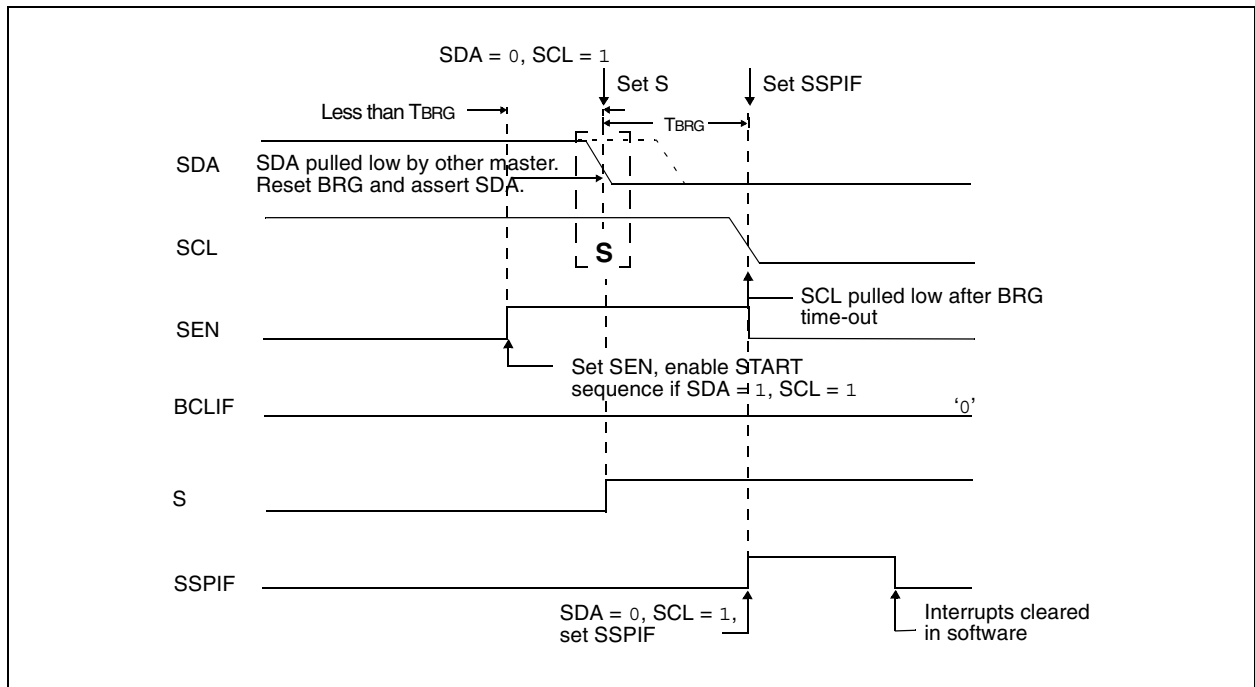 SDA = 0, SCL = 1
Set S
Set SSPIF
Less than TBRG
TBRG
SDA
SDA pulled low by other master.
Reset BRG and assert SDA.
SCL
S
SCL pulled low after BRG
time-out
SEN
Set SEN, enable START
sequence if SDA = 1, SCL = 1
BCLIF
‘0’
S
SSPIF
SDA = 0, SCL = 1,
set SSPIF
Interrupts cleared
in software